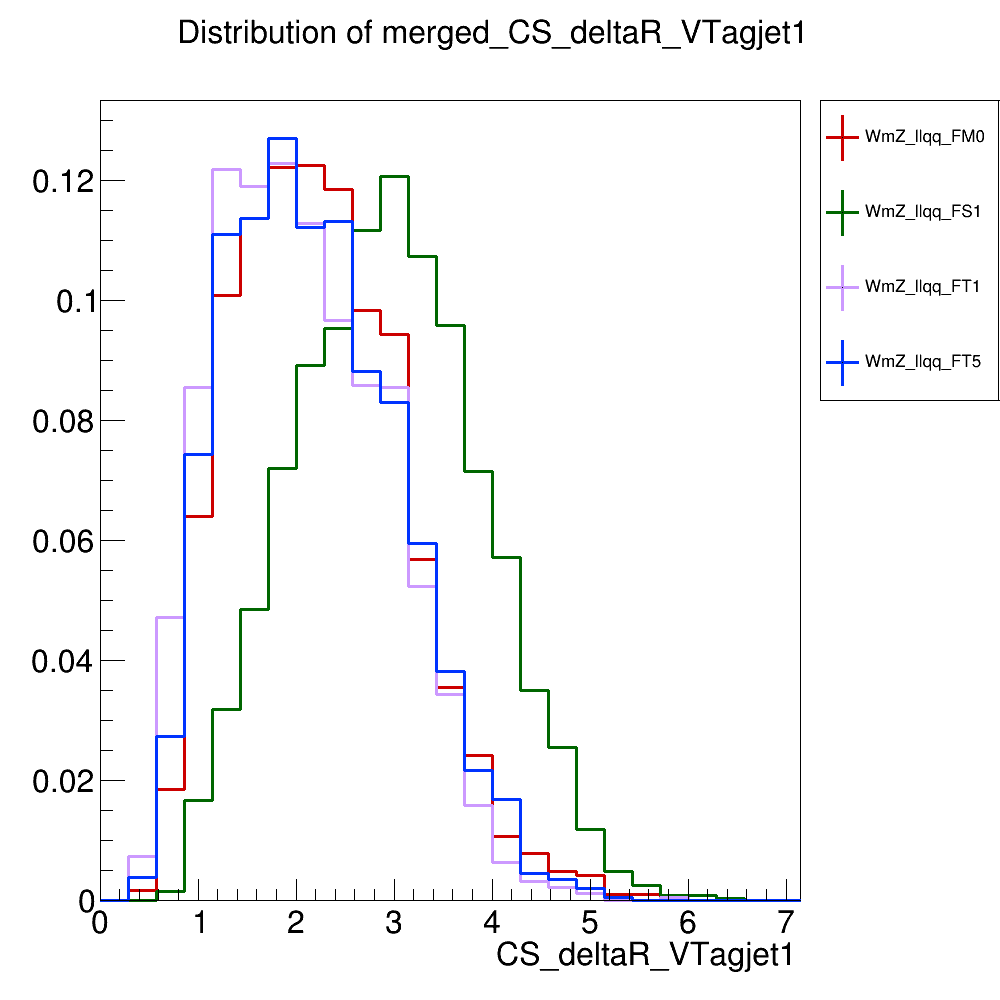 Distribution of merged_CS_deltaR_VTagjet1
WmZ_llqq_FM0
WmZ_llqq_FS1
WmZ_llqq_FT1
WmZ_llqq_FT5
0.12
0.1
0.08
0.06
0.04
0.02
0
0 1 2 3 4 5 6 7
CS_deltaR_VTagjet1